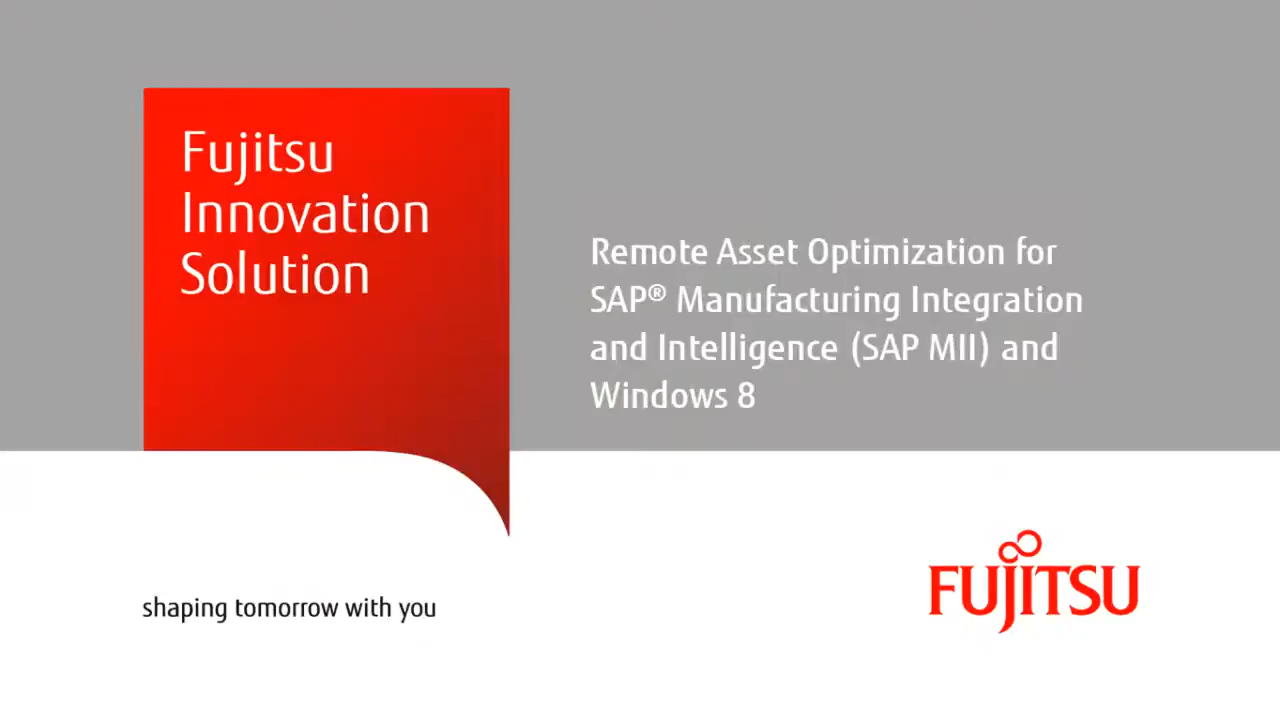 Fujitsu
Innovation
Solution
Remote Asset Optimization for
SAP® Manufacturing Integration
and Intelligence (SAP MII) and
Windows 8
shaping tomorrow with you
FUJITSU